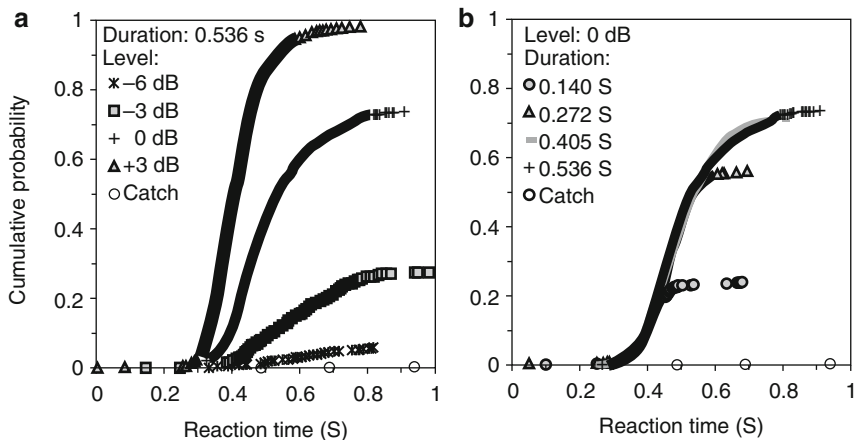 a
Duration: 0.536 s
Level:
–6 dB
–3 dB
0 dB
+3 dB
Catch
Cumulative probability
1
0.8
0.6
0.4
0.2
0
0 0.2 0.4 0.6 0.8 1
Reaction time (S)
b
Level: 0 dB
Duration:
0.140 S
0.272 S
0.405 S
0.536 S
Catch
1
0.8
0.6
0.4
0.2
0
0 0.2 0.4 0.6 0.8 1
Reaction time (S)